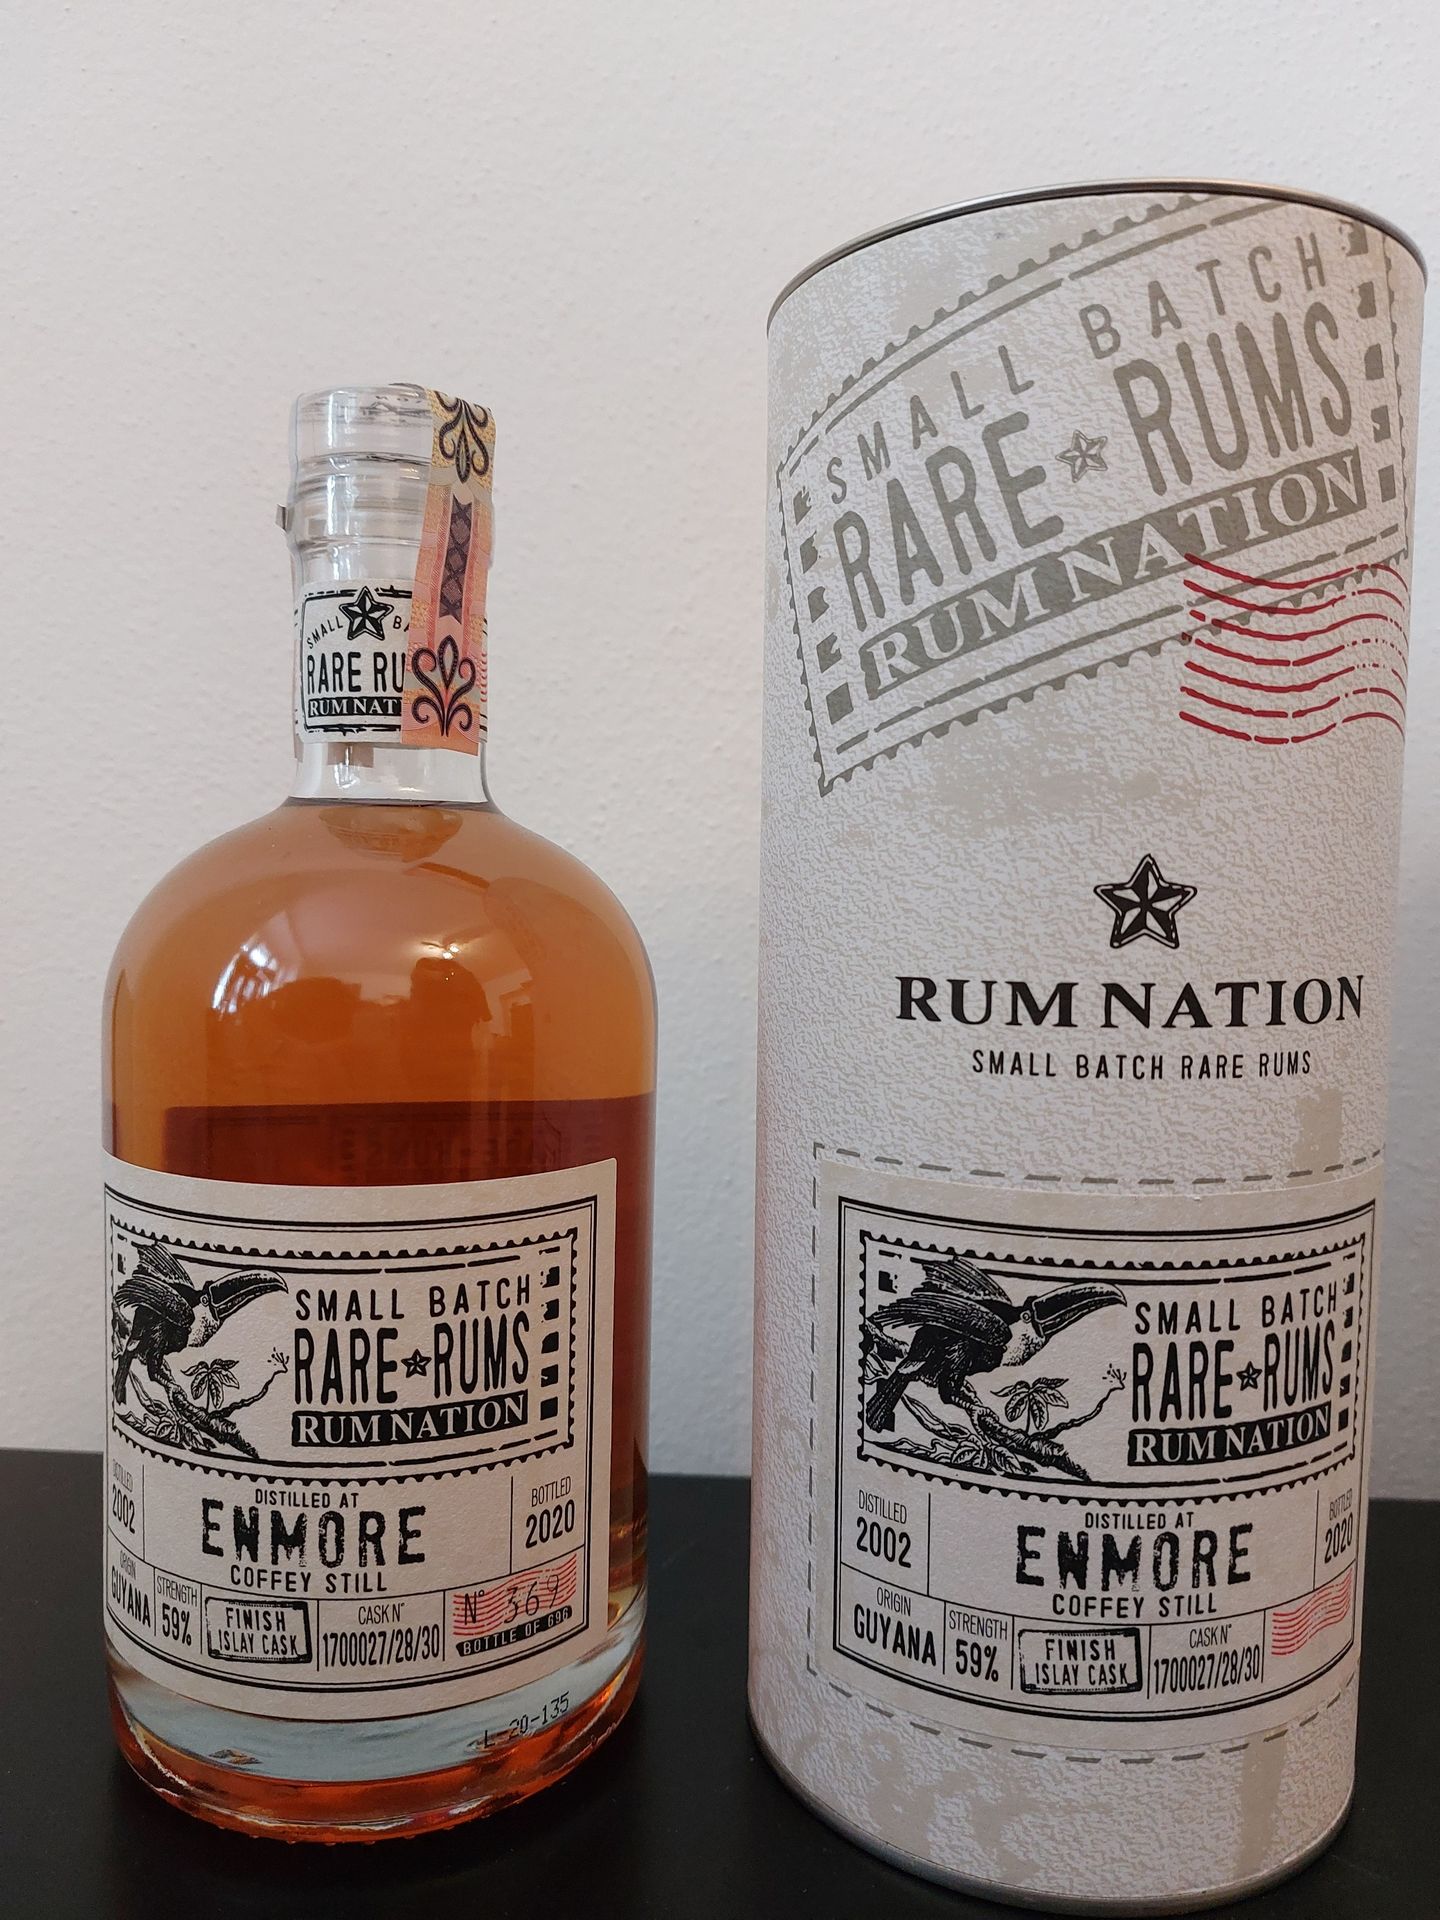 SMALL BA
RARE RU
RUM NAT
SMALL BATCH
RARE RUMS
RUM NATION
DISTILLED
2002
DISTILLED AT
ENMORE
COFFEY STILL
BOTTLED
2020
ORIGIN
GUYANA
STRENGTH
59%
FINISH
ISLAY CASK
CASK N°
1700027/28/30
N° 369
BOTTLE OF 696
L-20-135
SMALL BATCH
RARE RUMS
RUM NATION
RUM NATION
SMALL BATCH RARE RUMS
SMALL BATCH
RARE RUMS
RUM NATION
DISTILLED
2002
DISTILLED AT
ENMORE
COFFEY STILL
BOTTLED
2020
ORIGIN
GUYANA
STRENGTH
59%
FINISH
ISLAY CASK
CASK N°
1700027/28/30